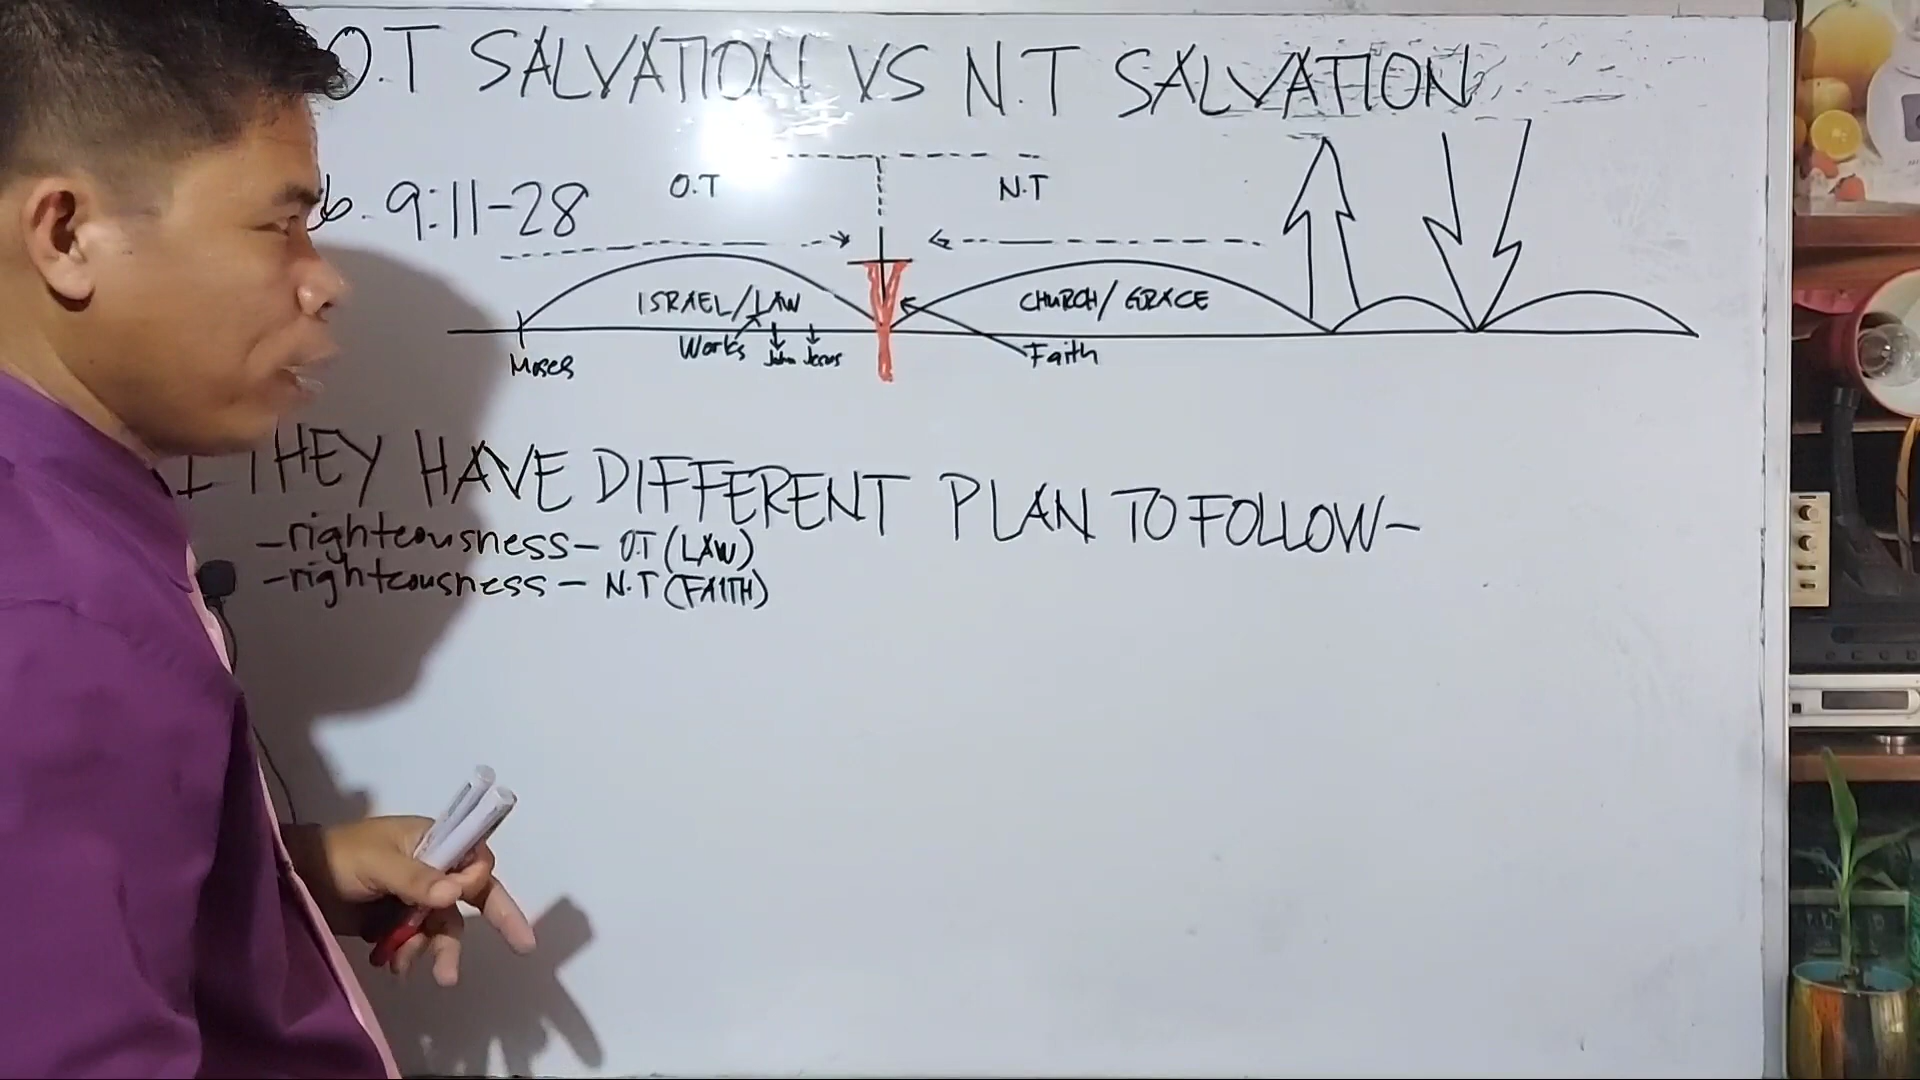 O.T SALVATION VS N.T SALVATION
O.T
N.T
b. 9:11-28
ISRAEL/LAW
CHURCH/GRACE
Works
John
Jesus
Faith
Moses
I THEY HAVE DIFFERENT PLAN TO FOLLOW-
-righteousness- O.T (LAW)
-righteousness- N.T (FAITH)